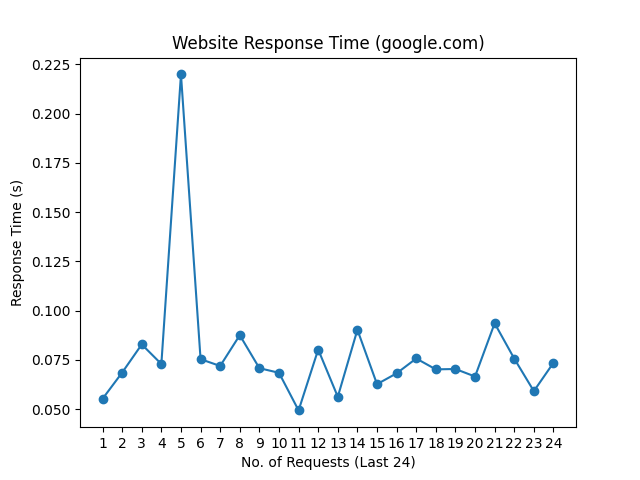 Website Response Time (google.com)
0.225
0.200
0.175
0.150
0.125
0.100
0.075
0.050
Response Time (s)
1 2 3 4 5 6 7 8 9 10 11 12 13 14 15 16 17 18 19 20 21 22 23 24
No. of Requests (Last 24)